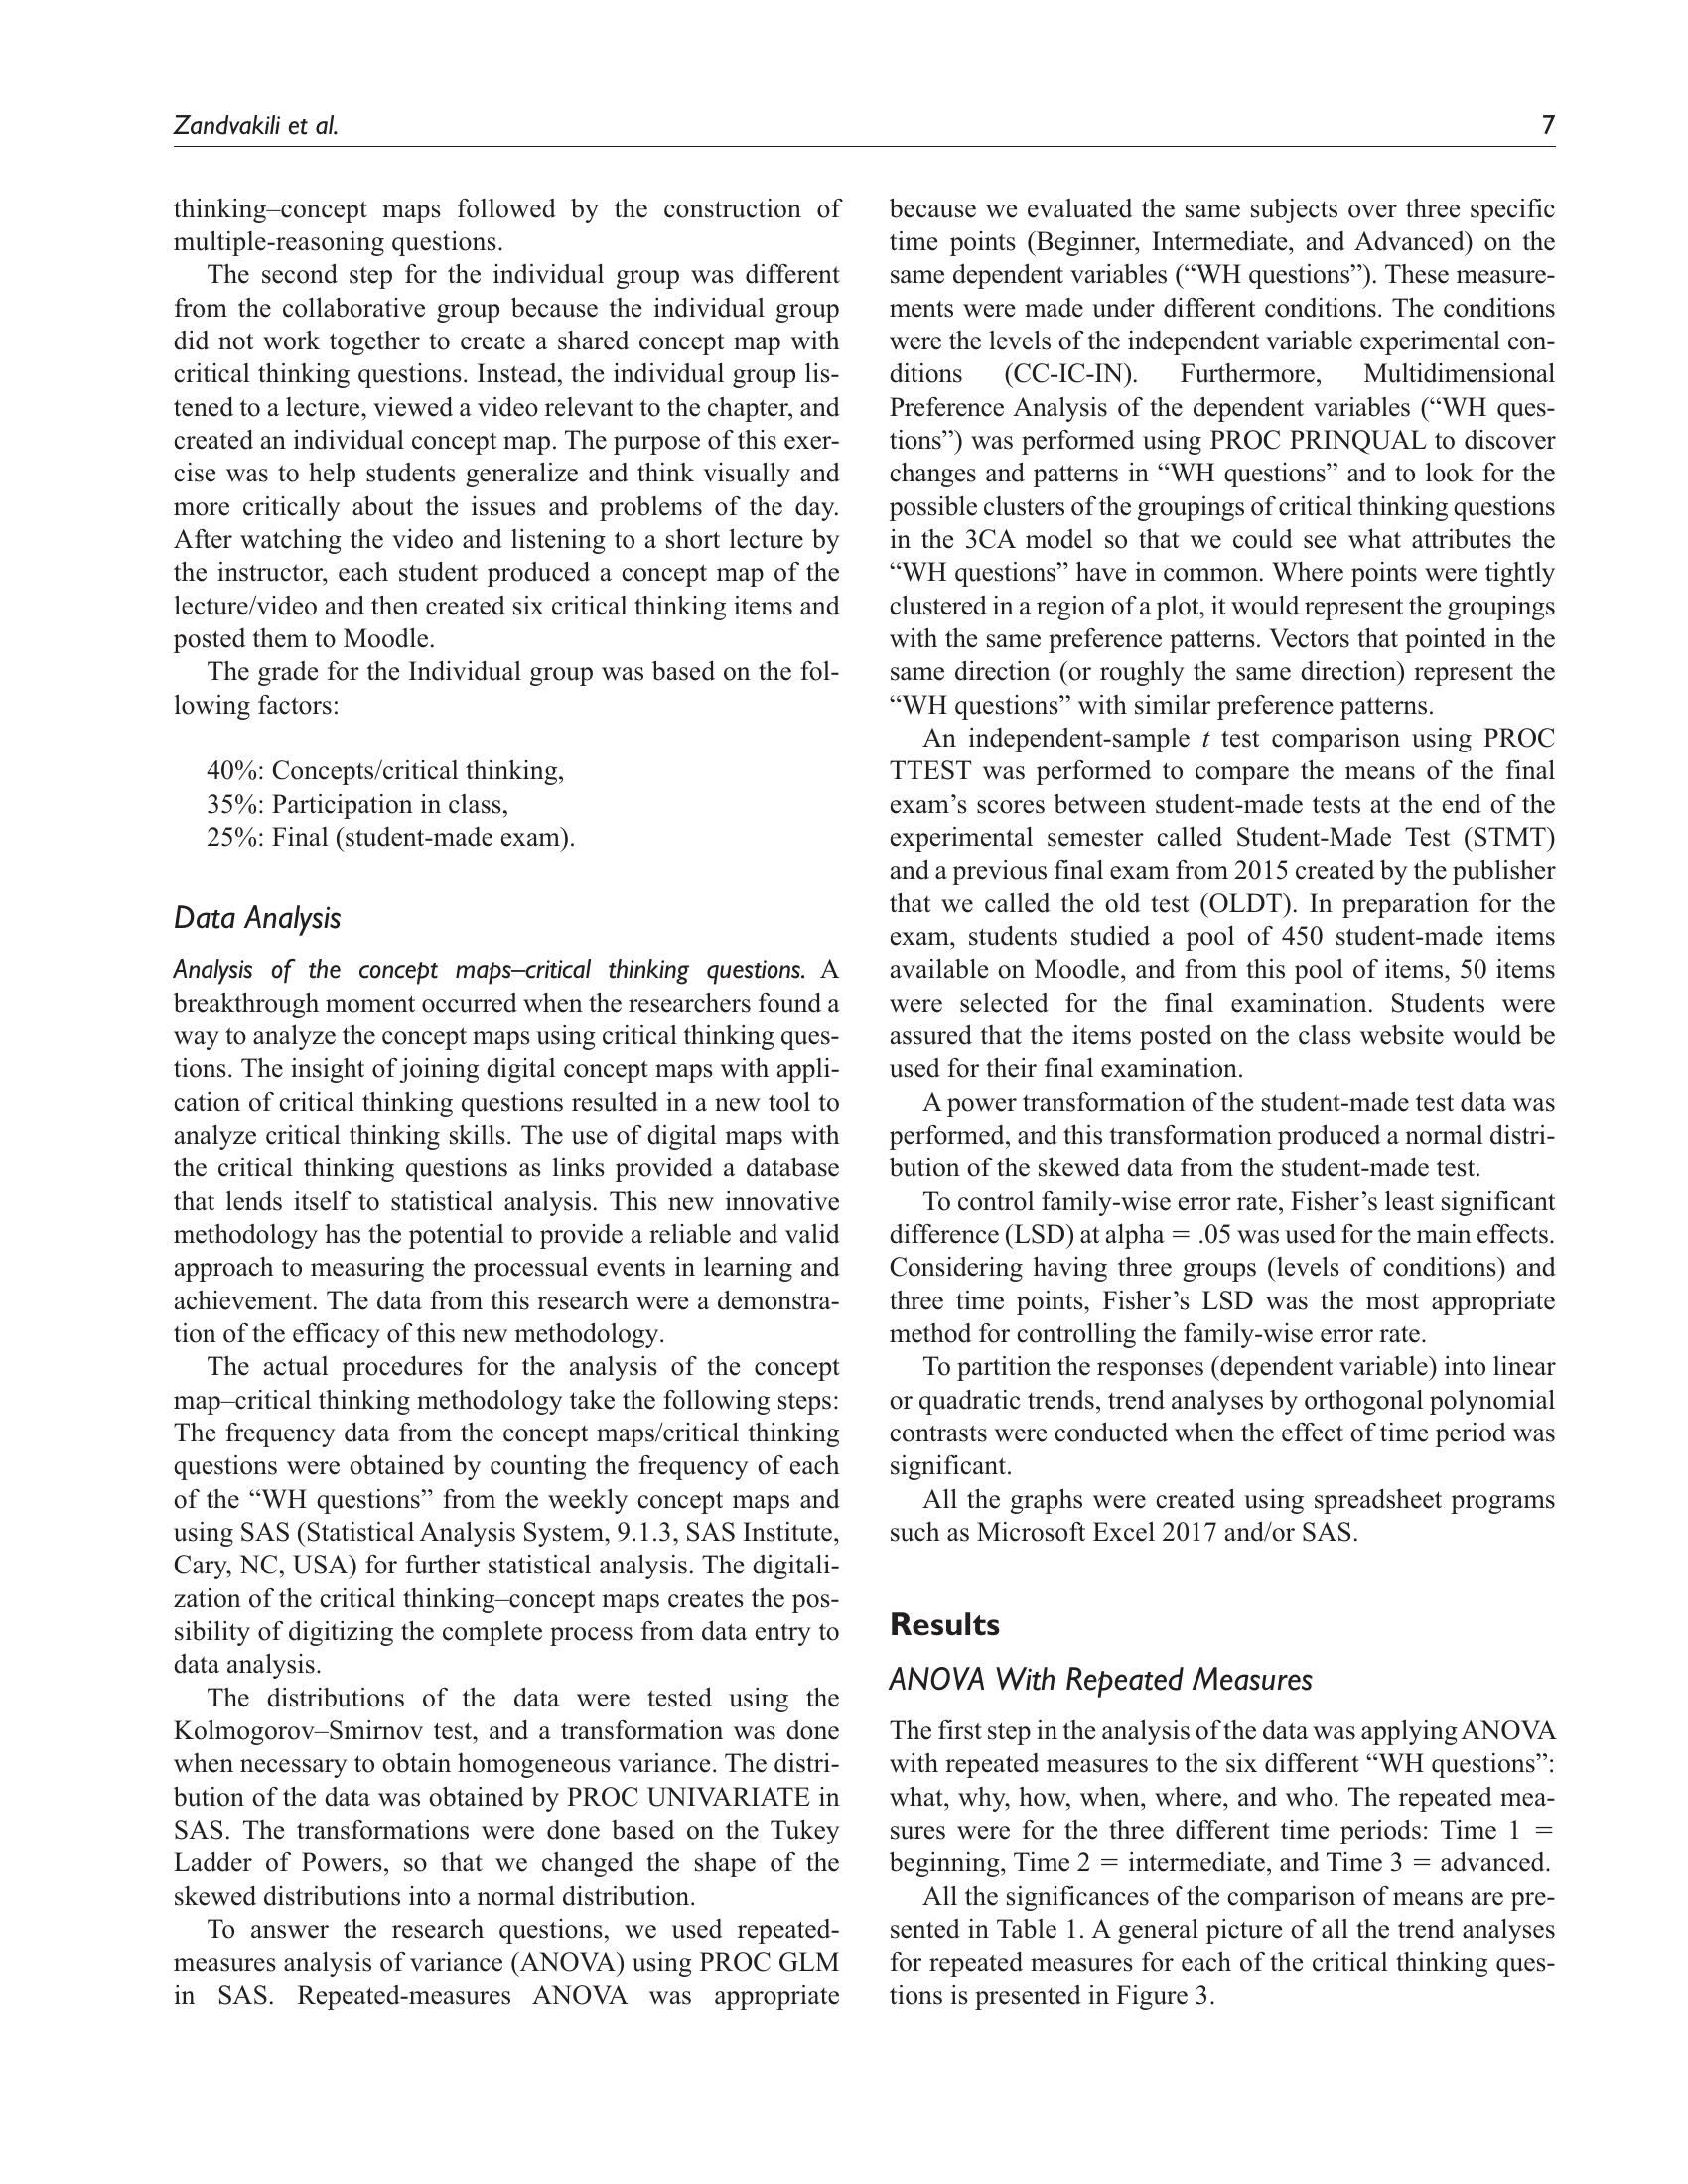 Zandvakili et al.
7
thinking–concept maps followed by the construction of
multiple-reasoning questions.
The second step for the individual group was different
from the collaborative group because the individual group
did not work together to create a shared concept map with
critical thinking questions. Instead, the individual group lis-
tened to a lecture, viewed a video relevant to the chapter, and
created an individual concept map. The purpose of this exer-
cise was to help students generalize and think visually and
more critically about the issues and problems of the day.
After watching the video and listening to a short lecture by
the instructor, each student produced a concept map of the
lecture/video and then created six critical thinking items and
posted them to Moodle.
The grade for the Individual group was based on the fol-
lowing factors:
40%: Concepts/critical thinking,
35%: Participation in class,
25%: Final (student-made exam).
Data Analysis
Analysis of the concept maps–critical thinking questions. A
breakthrough moment occurred when the researchers found a
way to analyze the concept maps using critical thinking ques-
tions. The insight of joining digital concept maps with appli-
cation of critical thinking questions resulted in a new tool to
analyze critical thinking skills. The use of digital maps with
the critical thinking questions as links provided a database
that lends itself to statistical analysis. This new innovative
methodology has the potential to provide a reliable and valid
approach to measuring the processual events in learning and
achievement. The data from this research were a demonstra-
tion of the efficacy of this new methodology.
The actual procedures for the analysis of the concept
map–critical thinking methodology take the following steps:
The frequency data from the concept maps/critical thinking
questions were obtained by counting the frequency of each
of the “WH questions” from the weekly concept maps and
using SAS (Statistical Analysis System, 9.1.3, SAS Institute,
Cary, NC, USA) for further statistical analysis. The digitali-
zation of the critical thinking–concept maps creates the pos-
sibility of digitizing the complete process from data entry to
data analysis.
The distributions of the data were tested using the
Kolmogorov–Smirnov test, and a transformation was done
when necessary to obtain homogeneous variance. The distri-
bution of the data was obtained by PROC UNIVARIATE in
SAS. The transformations were done based on the Tukey
Ladder of Powers, so that we changed the shape of the
skewed distributions into a normal distribution.
To answer the research questions, we used repeated-
measures analysis of variance (ANOVA) using PROC GLM
in SAS. Repeated-measures ANOVA was appropriate
because we evaluated the same subjects over three specific
time points (Beginner, Intermediate, and Advanced) on the
same dependent variables (“WH questions”). These measure-
ments were made under different conditions. The conditions
were the levels of the independent variable experimental con-
ditions (CC-IC-IN). Furthermore, Multidimensional
Preference Analysis of the dependent variables (“WH ques-
tions”) was performed using PROC PRINQUAL to discover
changes and patterns in “WH questions” and to look for the
possible clusters of the groupings of critical thinking questions
in the 3CA model so that we could see what attributes the
“WH questions” have in common. Where points were tightly
clustered in a region of a plot, it would represent the groupings
with the same preference patterns. Vectors that pointed in the
same direction (or roughly the same direction) represent the
“WH questions” with similar preference patterns.
An independent-sample t test comparison using PROC
TTEST was performed to compare the means of the final
exam’s scores between student-made tests at the end of the
experimental semester called Student-Made Test (STMT)
and a previous final exam from 2015 created by the publisher
that we called the old test (OLDT). In preparation for the
exam, students studied a pool of 450 student-made items
available on Moodle, and from this pool of items, 50 items
were selected for the final examination. Students were
assured that the items posted on the class website would be
used for their final examination.
A power transformation of the student-made test data was
performed, and this transformation produced a normal distri-
bution of the skewed data from the student-made test.
To control family-wise error rate, Fisher’s least significant
difference (LSD) at alpha = .05 was used for the main effects.
Considering having three groups (levels of conditions) and
three time points, Fisher’s LSD was the most appropriate
method for controlling the family-wise error rate.
To partition the responses (dependent variable) into linear
or quadratic trends, trend analyses by orthogonal polynomial
contrasts were conducted when the effect of time period was
significant.
All the graphs were created using spreadsheet programs
such as Microsoft Excel 2017 and/or SAS.
Results
ANOVA With Repeated Measures
The first step in the analysis of the data was applying ANOVA
with repeated measures to the six different “WH questions”:
what, why, how, when, where, and who. The repeated mea-
sures were for the three different time periods: Time 1 =
beginning, Time 2 = intermediate, and Time 3 = advanced.
All the significances of the comparison of means are pre-
sented in Table 1. A general picture of all the trend analyses
for repeated measures for each of the critical thinking ques-
tions is presented in Figure 3.